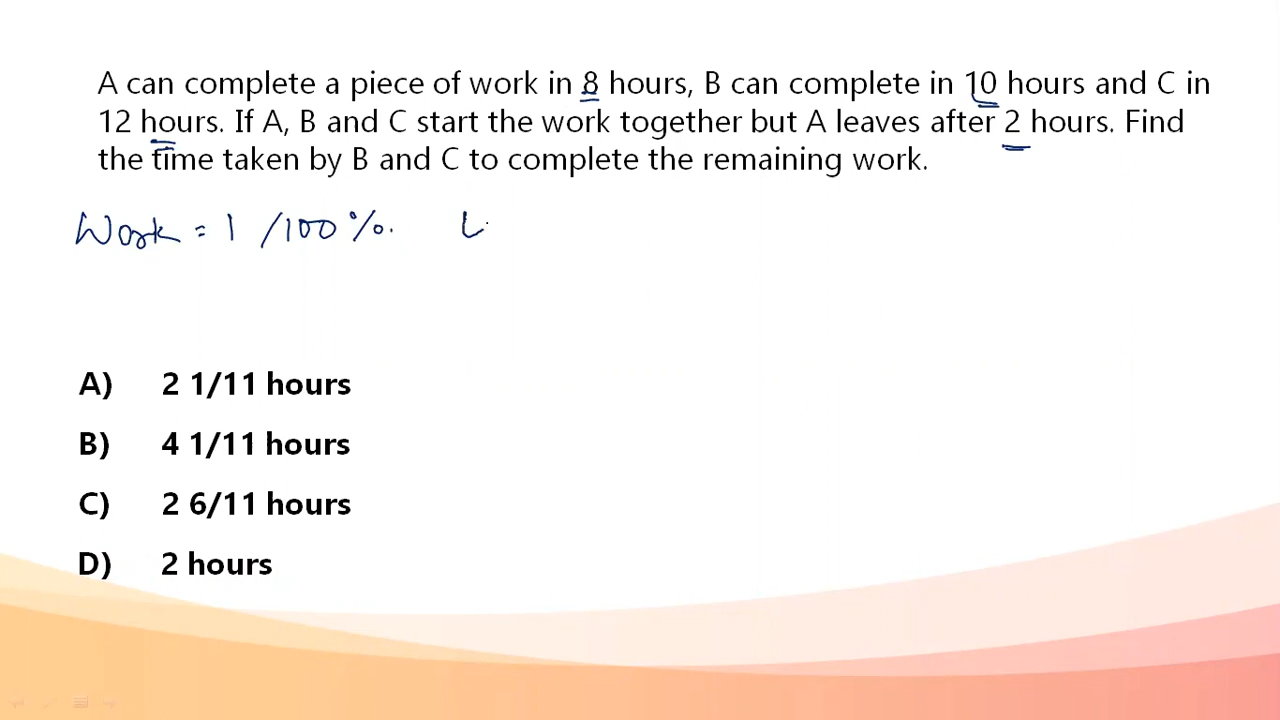 A can complete a piece of work in 8 hours, B can complete in 10 hours and C in
12 hours. If A, B and C start the work together but A leaves after 2 hours. Find
the time taken by B and C to complete the remaining work.
Work = 1 /100%. L
A) 2 1/11 hours
B) 4 1/11 hours
C) 2 6/11 hours
D) 2 hours